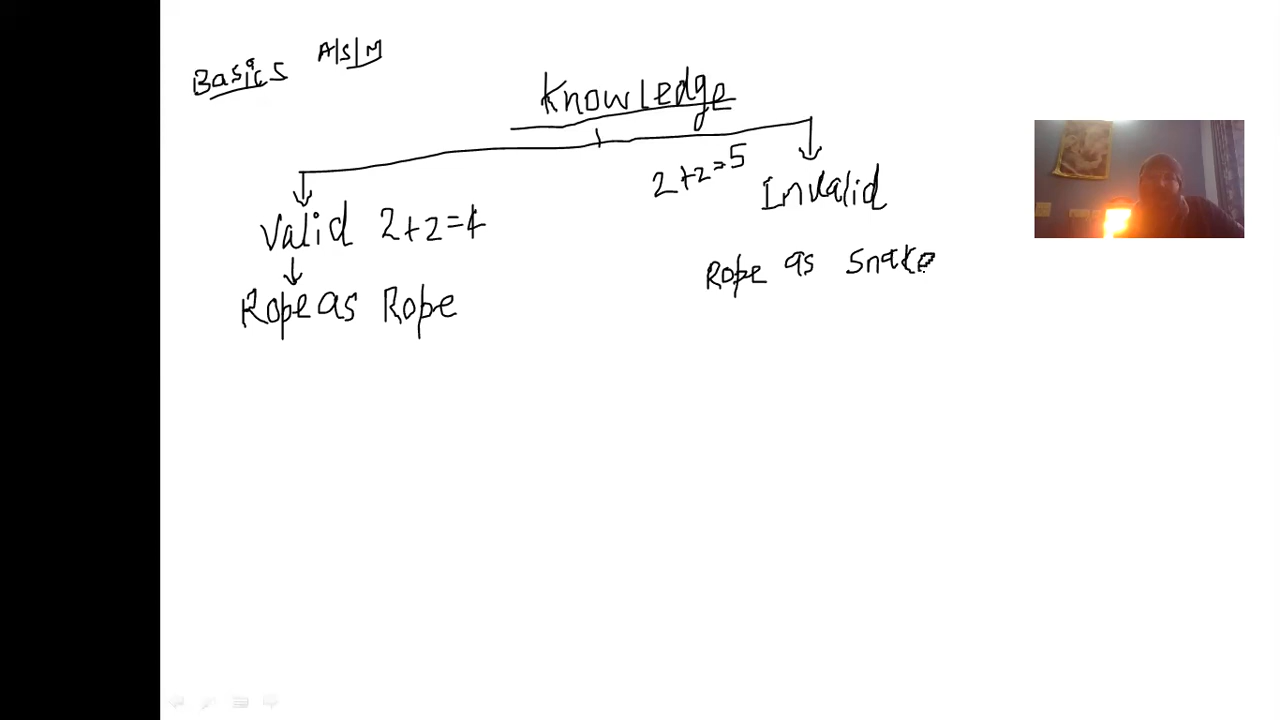 Basics A|S|M
Knowledge
2+2=5
Valid 2+2=4
Invalid
Rope as Rope
Rope as Snake